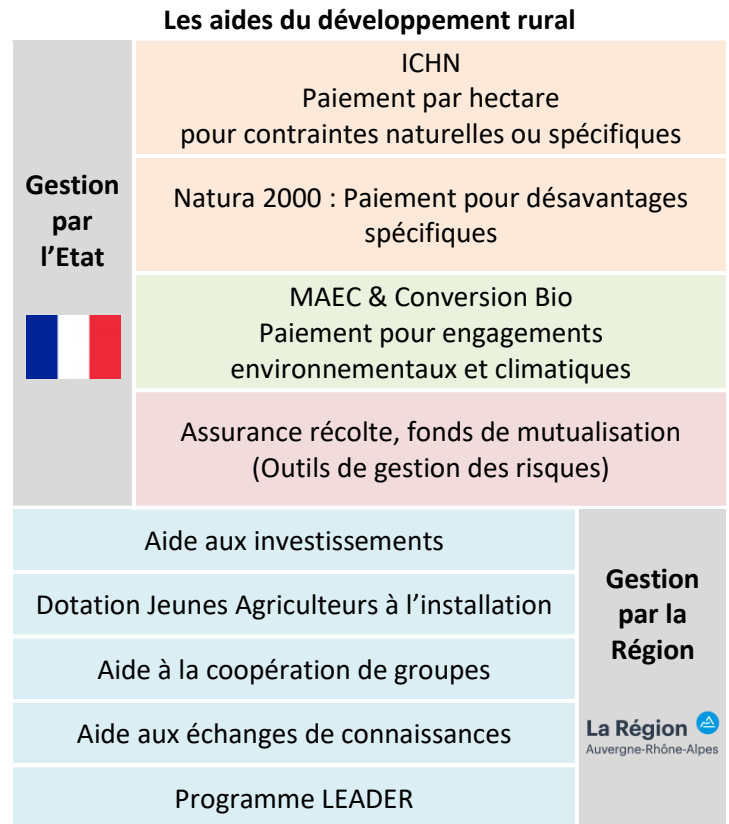 Les aides du développement rural
Gestion
par
l’Etat
ICHN
Paiement par hectare
pour contraintes naturelles ou spécifiques
Natura 2000 : Paiement pour désavantages
spécifiques
MAEC & Conversion Bio
Paiement pour engagements
environnementaux et climatiques
Assurance récolte, fonds de mutualisation
(Outils de gestion des risques)
Aide aux investissements
Dotation Jeunes Agriculteurs à l’installation
Aide à la coopération de groupes
Aide aux échanges de connaissances
Programme LEADER
Gestion
par la
Région
La Région
Auvergne-Rhône-Alpes